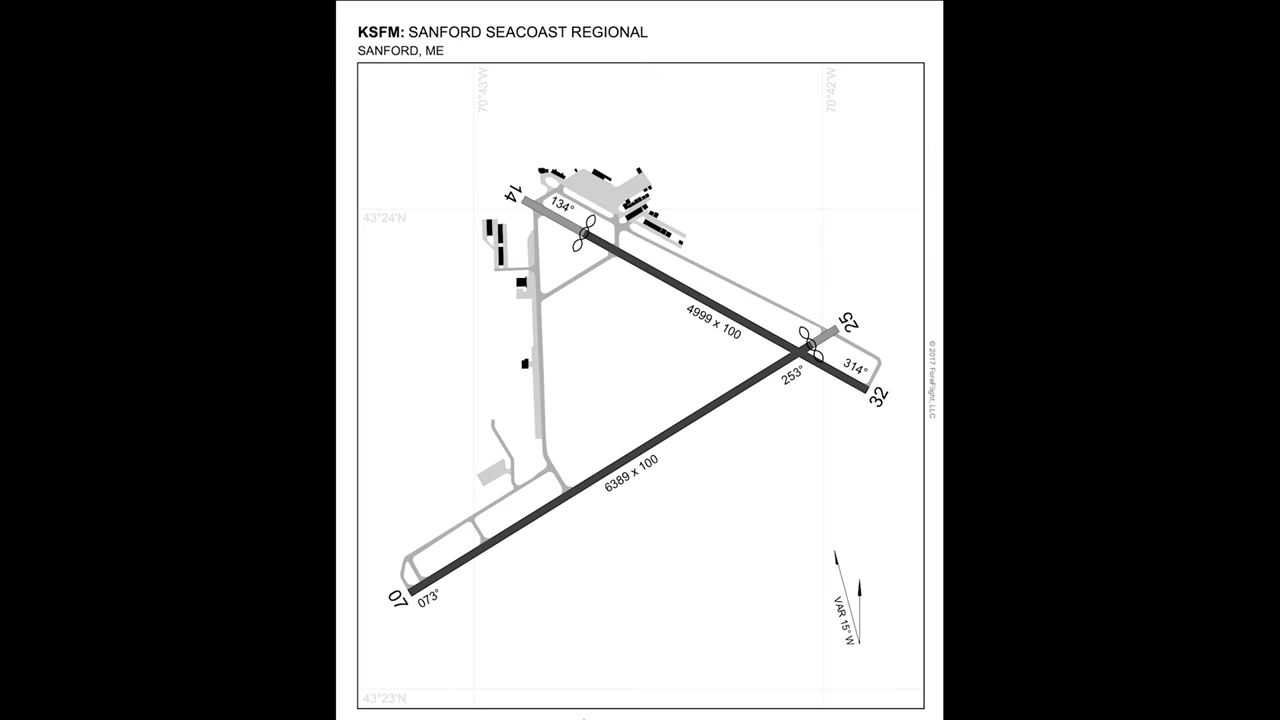 KSFM: SANFORD SEACOAST REGIONAL
SANFORD, ME
70°43'W
70°42'W
43°24'N
14
134°
4999 x 100
25
253°
314°
32
6389 x 100
07
073°
VAR 15° W
43°23'N
© 2017 ForeFlight, LLC